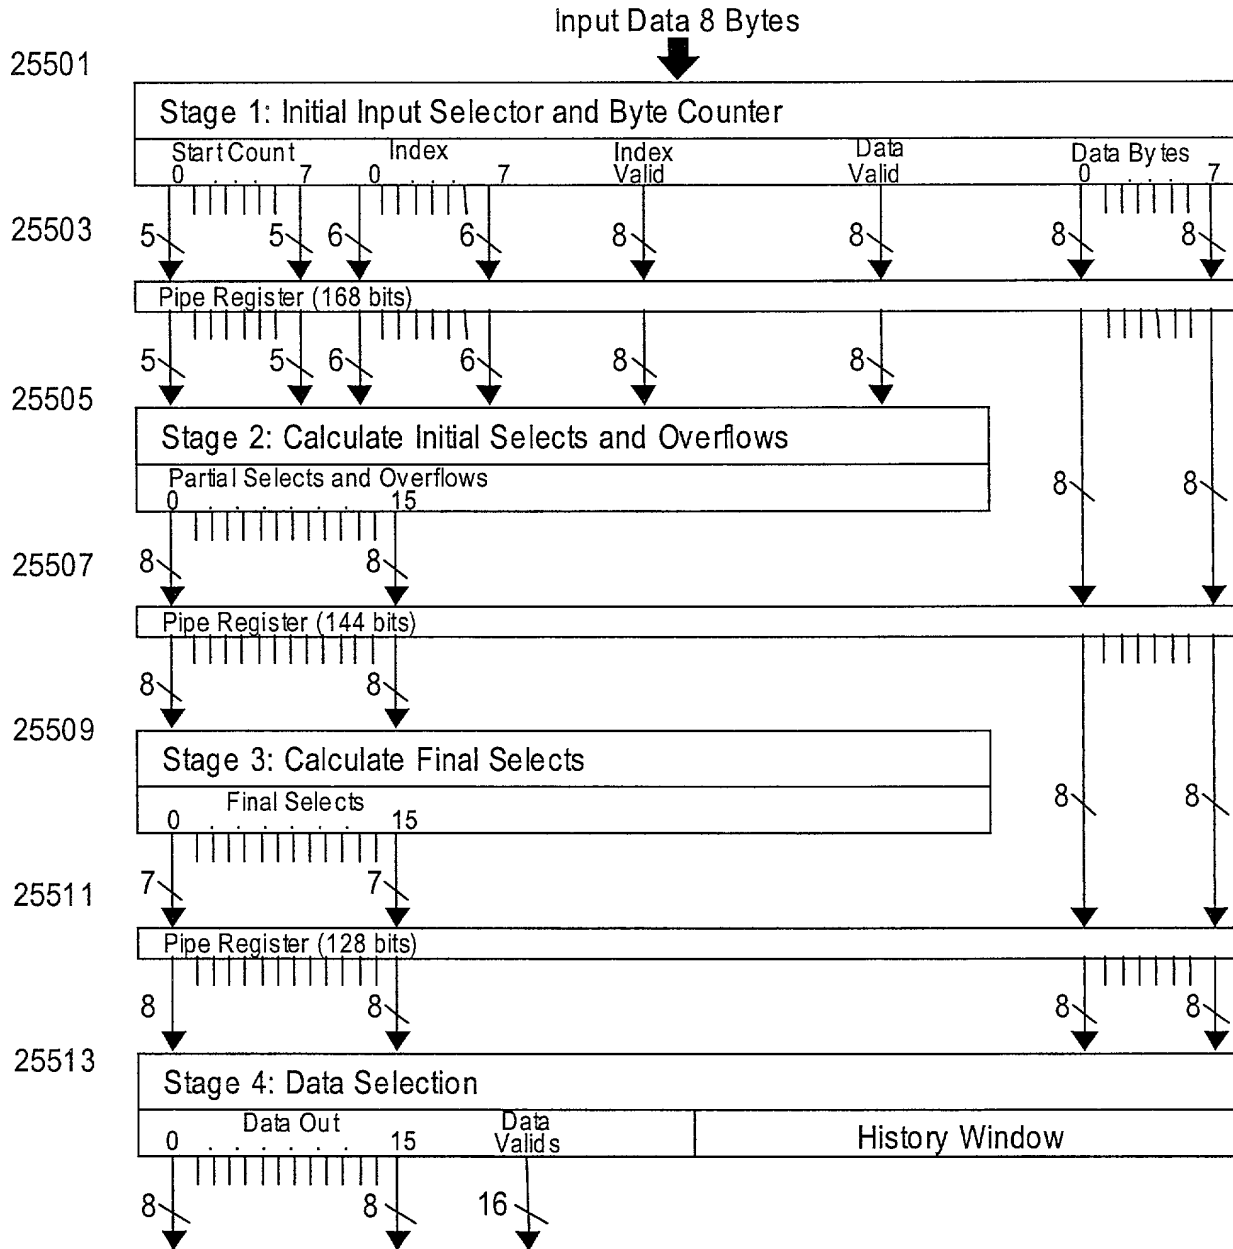 Input Data 8 Bytes
25501
Stage 1: Initial Input Selector and Byte Counter
Start Count Index Index Valid Data Valid Data Bytes
0 . . . 7 0 . . . 7 0 . . . 7
25503
5 5 6 6 8 8 8 8
Pipe Register (168 bits)
5 5 6 6 8 8
25505
Stage 2: Calculate Initial Selects and Overflows
Partial Selects and Overflows
0 . . . . . . 15
8 8
25507
8 8
Pipe Register (144 bits)
8 8
25509
Stage 3: Calculate Final Selects
Final Selects
0 . . . . . . 15
8 8
25511
7 7
Pipe Register (128 bits)
8 8 8 8
25513
Stage 4: Data Selection
Data Out Data Valids History Window
0 . . . . . . 15
8 8 16